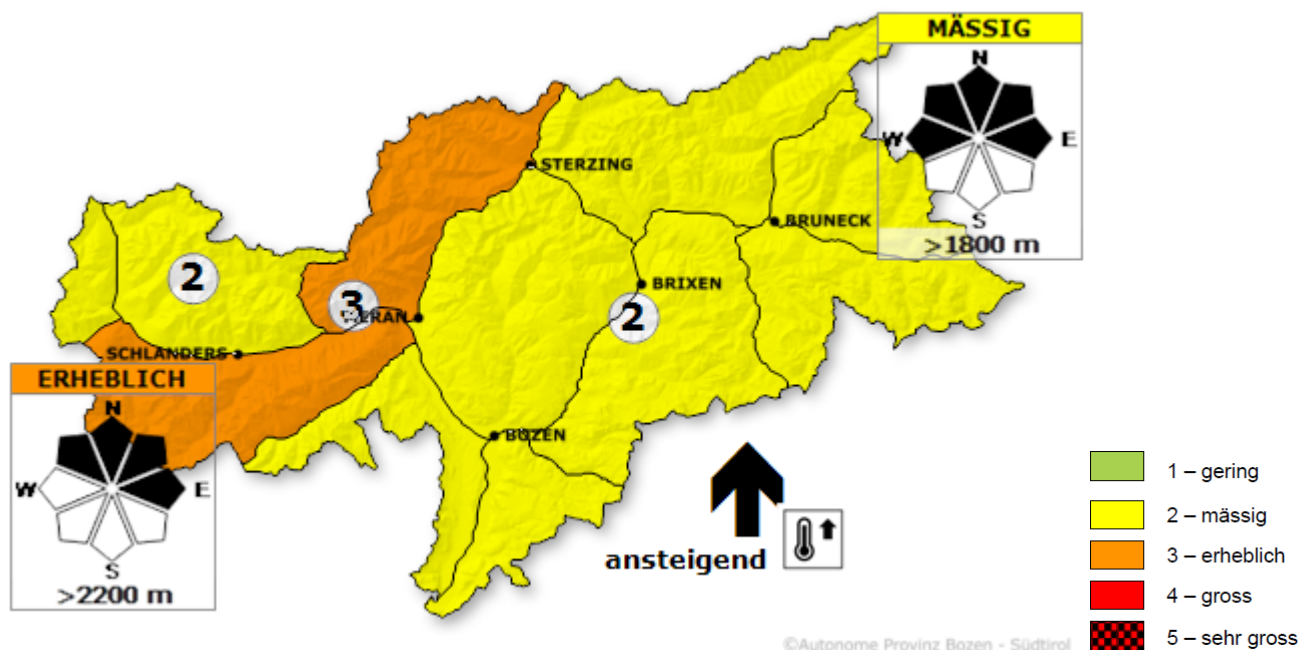 MÄSSIG
N
W E
S
>1800 m
STERZING
BRUNECK
2
BRIXEN
3
2
MERAN
SCHLANDERS
ERHEBLICH
N
W E
S
>2200 m
BOZEN
ansteigend
1 – gering
2 – mässig
3 – erheblich
4 – gross
5 – sehr gross
©Autonome Provinz Bozen - Südtirol